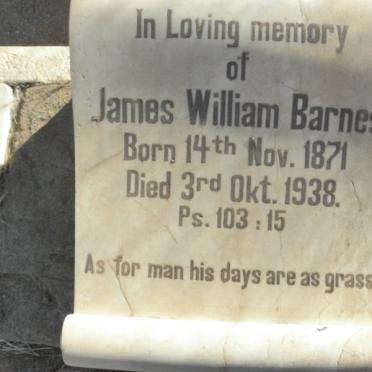 In Loving memory
of
James William Barnes
Born 14th Nov. 1871
Died 3rd Okt. 1938.
Ps. 103 : 15
As for man his days are as grass